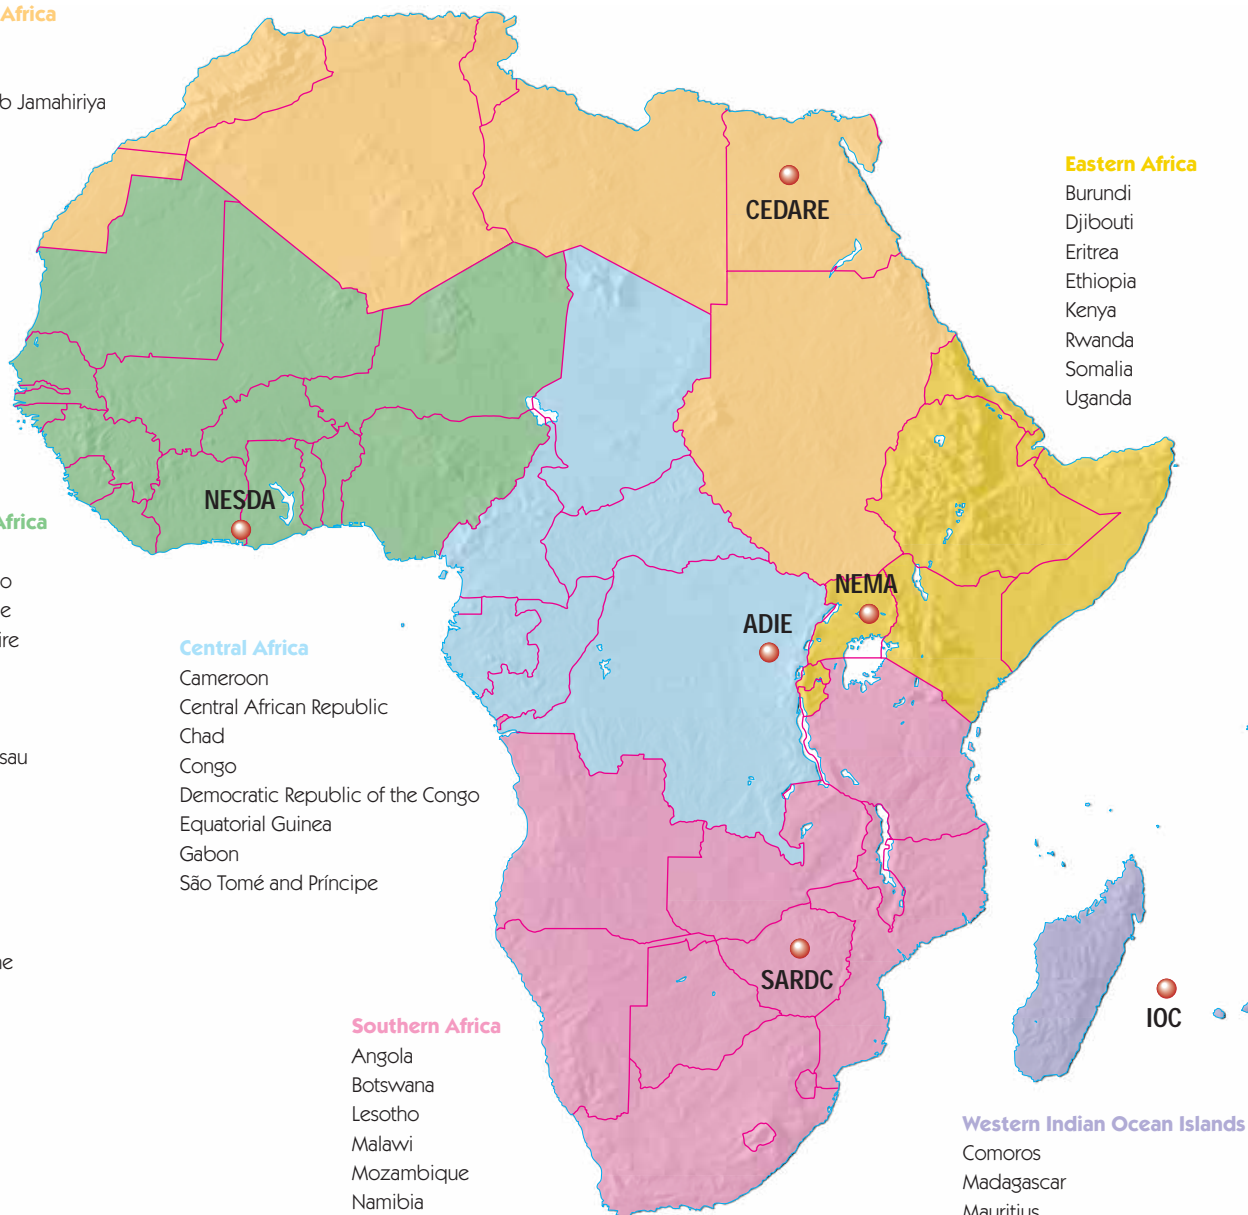 Africa
b Jamahiriya
CEDARE
Eastern Africa
Burundi
Djibouti
Eritrea
Ethiopia
Kenya
Rwanda
Somalia
Uganda
NESDA
Africa
o
e
ire
sau
ne
NEMA
ADIE
Central Africa
Cameroon
Central African Republic
Chad
Congo
Democratic Republic of the Congo
Equatorial Guinea
Gabon
São Tomé and Príncipe
SARDC
IOC
Southern Africa
Angola
Botswana
Lesotho
Malawi
Mozambique
Namibia
Western Indian Ocean Islands
Comoros
Madagascar
Mauritius